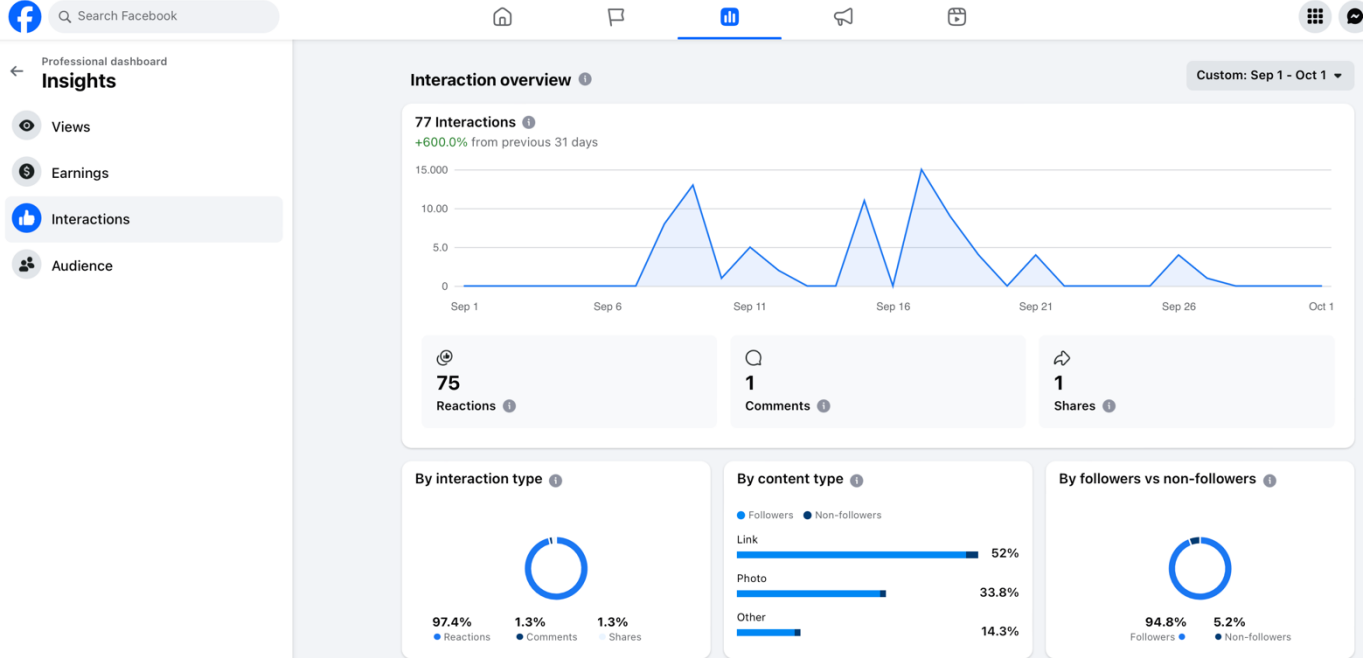 Search Facebook
Professional dashboard
Insights
Views
Earnings
Interactions
Audience
Interaction overview
Custom: Sep 1 - Oct 1
77 Interactions
+600.0% from previous 31 days
15.000
10.00
5.0
0
Sep 1 Sep 6 Sep 11 Sep 16 Sep 21 Sep 26 Oct 1
75 1 1
Reactions Comments Shares
By interaction type
97.4% 1.3% 1.3%
Reactions Comments Shares
By content type
Followers Non-followers
Link
52%
Photo
33.8%
Other
14.3%
By followers vs non-followers
94.8% 5.2%
Followers Non-followers